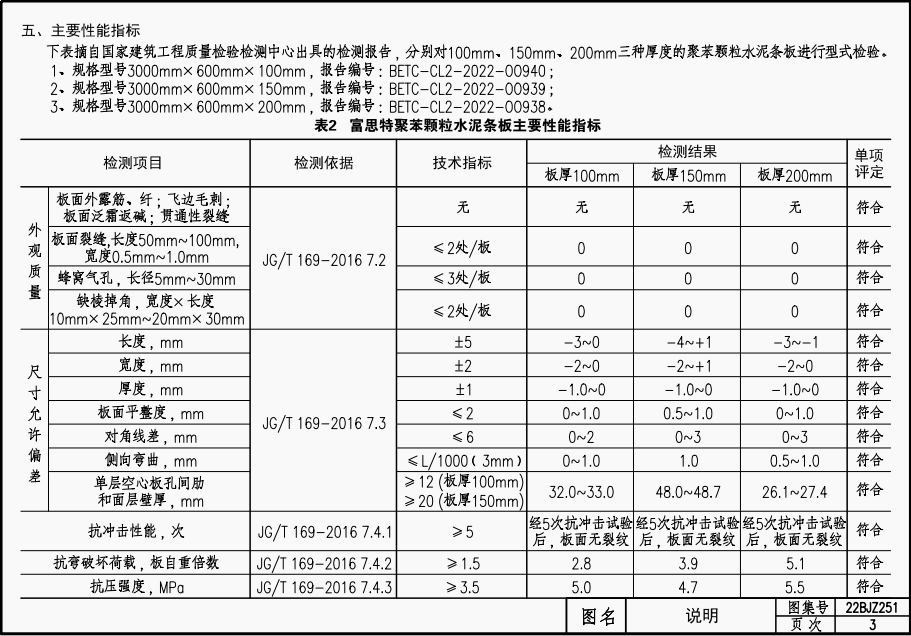 五、主要性能指标
下表摘自国家建筑工程质量检验检测中心出具的检测报告，分别对100mm、150mm、200mm三种厚度的聚苯颗粒水泥条板进行型式检验。
1、规格型号3000mm×600mm×100mm，报告编号：BETC-CL2-2022-00940；
2、规格型号3000mm×600mm×150mm，报告编号：BETC-CL2-2022-00939；
3、规格型号3000mm×600mm×200mm，报告编号：BETC-CL2-2022-00938。
表2 富思特聚苯颗粒水泥条板主要性能指标
检测项目 检测依据 技术指标 检测结果 单项评定
板厚100mm 板厚150mm 板厚200mm
外观质量 JG/T 169-2016 7.2
板面外露筋、纤；飞边毛刺；
板面泛霜返碱；贯通性裂缝 无 无 无 无 符合
板面裂缝,长度50mm~100mm,
宽度0.5mm~1.0mm ≤2处/板 0 0 0 符合
蜂窝气孔，长径5mm~30mm ≤3处/板 0 0 0 符合
缺棱掉角，宽度×长度
10mm×25mm~20mm×30mm ≤2处/板 0 0 0 符合
尺寸允许偏差 JG/T 169-2016 7.3
长度，mm ±5 -3~0 -4~+1 -3~-1 符合
宽度，mm ±2 -2~0 -2~+1 -2~0 符合
厚度，mm ±1 -1.0~0 -1.0~0 -1.0~0 符合
板面平整度，mm ≤2 0~1.0 0.5~1.0 0~1.0 符合
对角线差，mm ≤6 0~2 0~3 0~3 符合
侧向弯曲，mm ≤L/1000（3mm） 0~1.0 1.0 0.5~1.0 符合
单层空心板孔间肋
和面层壁厚，mm ≥12（板厚100mm）
≥20（板厚150mm） 32.0~33.0 48.0~48.7 26.1~27.4 符合
抗冲击性能，次 JG/T 169-2016 7.4.1 ≥5 经5次抗冲击试验后，板面无裂纹 经5次抗冲击试验后，板面无裂纹 经5次抗冲击试验后，板面无裂纹 符合
抗弯破坏荷载，板自重倍数 JG/T 169-2016 7.4.2 ≥1.5 2.8 3.9 5.1 符合
抗压强度，MPa JG/T 169-2016 7.4.3 ≥3.5 5.0 4.7 5.5 符合
图名 说明 图集号 22BJZ251
页次 3